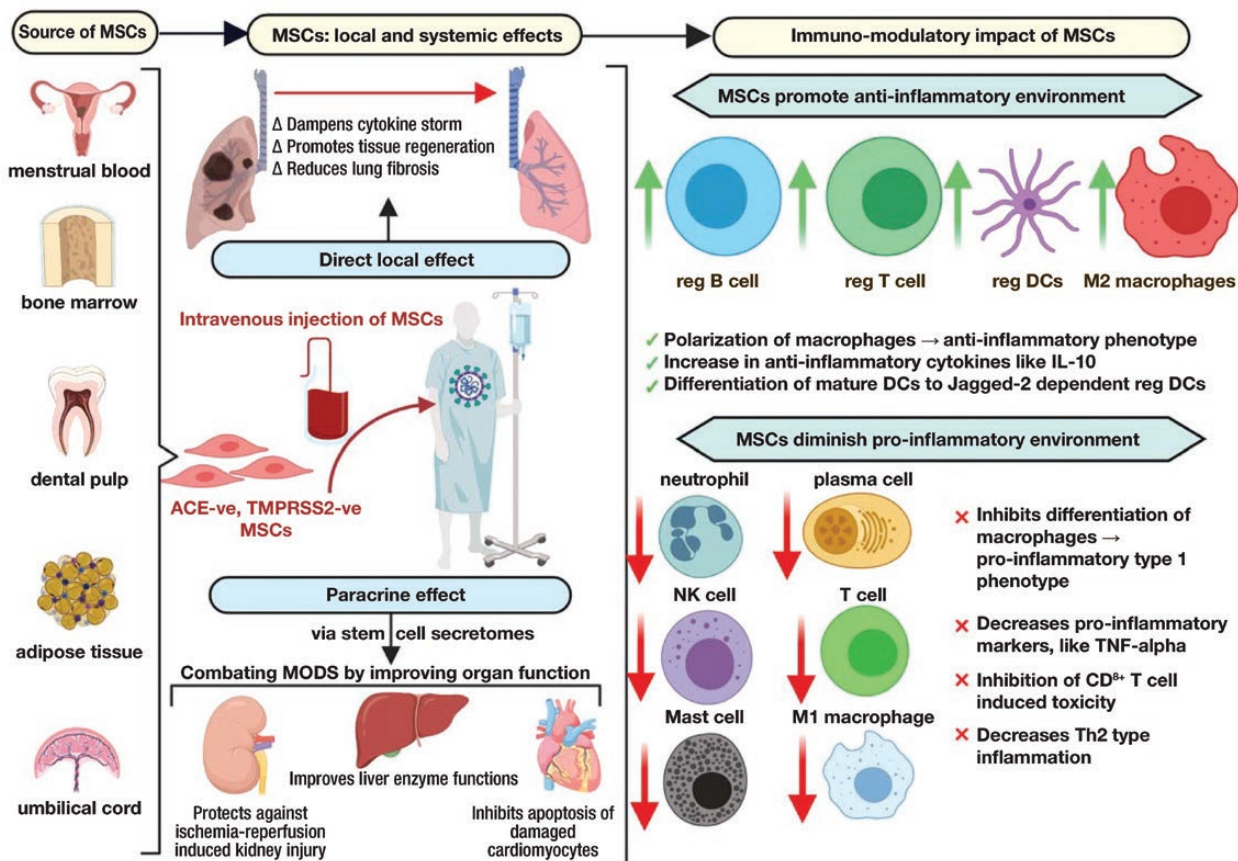 Source of MSCs
MSCs: local and systemic effects
Immuno-modulatory impact of MSCs
menstrual blood
bone marrow
dental pulp
adipose tissue
umbilical cord
Δ Dampens cytokine storm
Δ Promotes tissue regeneration
Δ Reduces lung fibrosis
Direct local effect
Intravenous injection of MSCs
ACE-ve, TMPRSS2-ve
MSCs
Paracrine effect
via stem cell secretomes
Combating MODS by improving organ function
Improves liver enzyme functions
Protects against
ischemia-reperfusion
induced kidney injury
Inhibits apoptosis of
damaged
cardiomyocytes
MSCs promote anti-inflammatory environment
reg B cell
reg T cell
reg DCs
M2 macrophages
✓ Polarization of macrophages → anti-inflammatory phenotype
✓ Increase in anti-inflammatory cytokines like IL-10
✓ Differentiation of mature DCs to Jagged-2 dependent reg DCs
MSCs diminish pro-inflammatory environment
neutrophil
plasma cell
NK cell
T cell
Mast cell
M1 macrophage
× Inhibits differentiation of
macrophages →
pro-inflammatory type 1
phenotype
× Decreases pro-inflammatory
markers, like TNF-alpha
× Inhibition of CD⁸⁺ T cell
induced toxicity
× Decreases Th2 type
inflammation